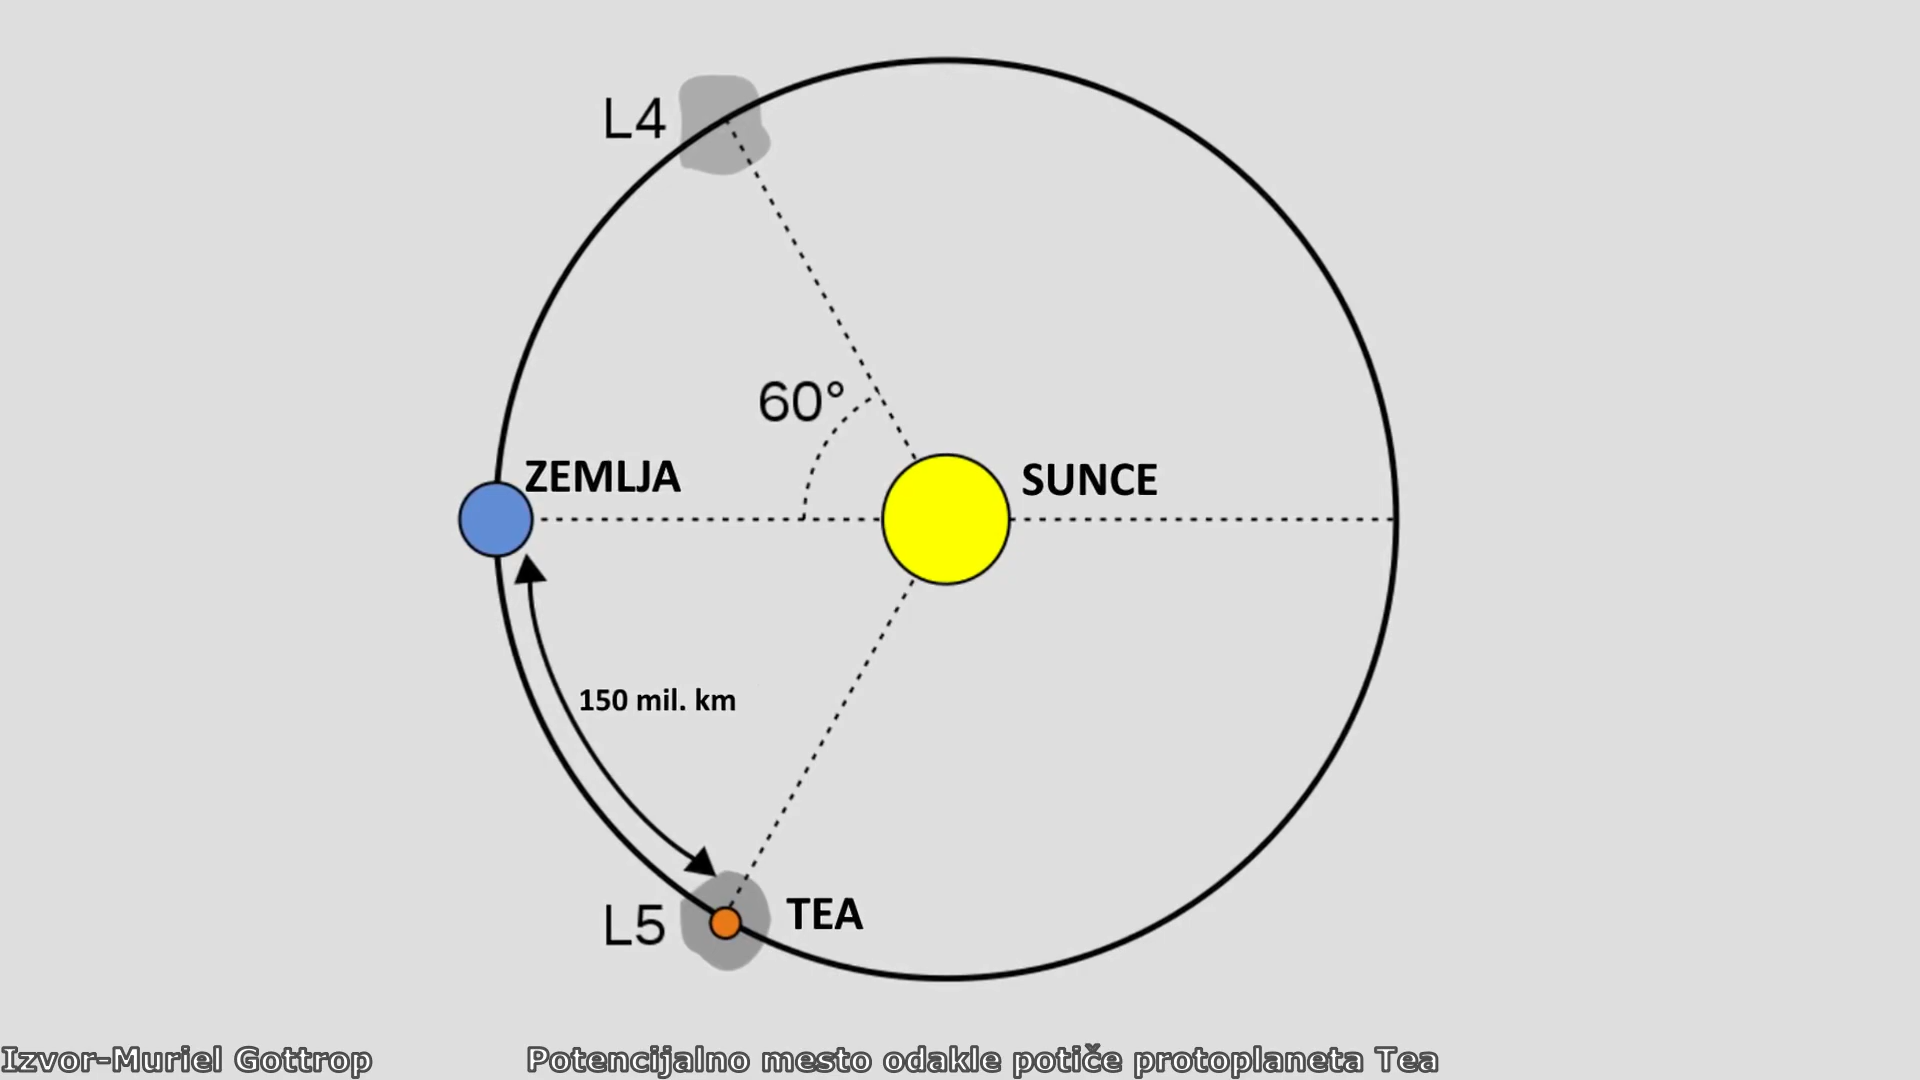 L4
60°
ZEMLJA
SUNCE
150 mil. km
L5
TEA
Izvor-Muriel Gottrop
Potencijalno mesto odakle potiče protoplaneta Tea